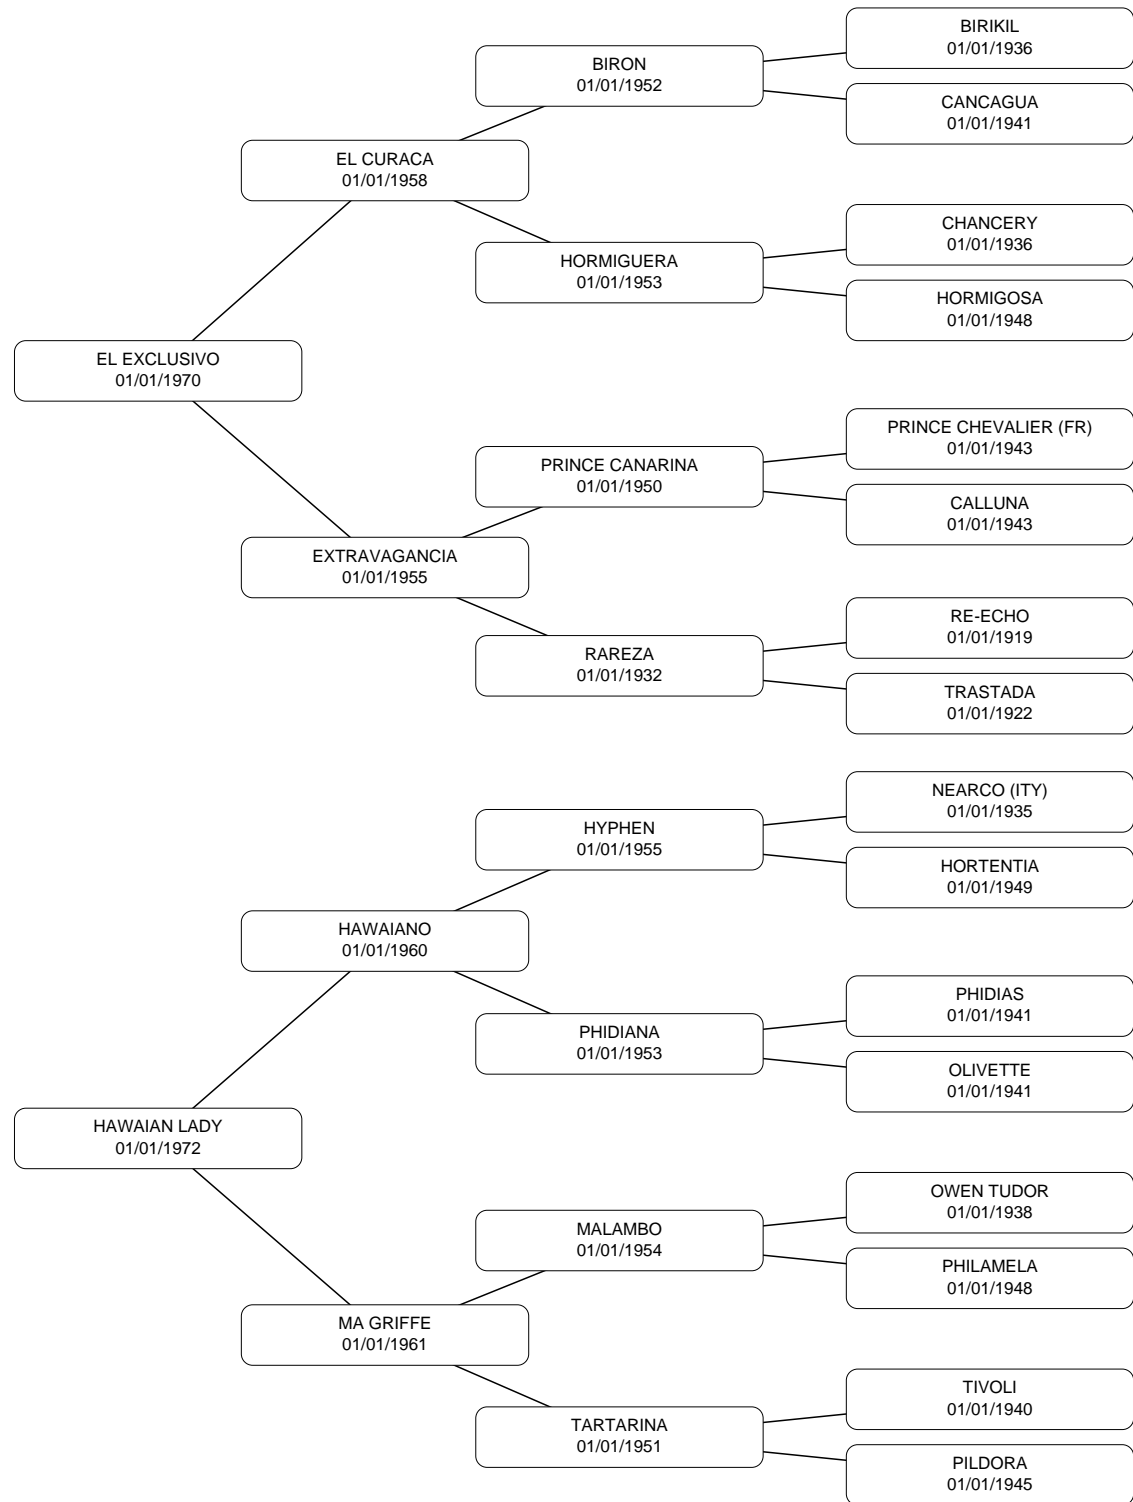 BIRIKIL
01/01/1936
BIRON
01/01/1952
CANCAGUA
01/01/1941
EL CURACA
01/01/1958
CHANCERY
01/01/1936
HORMIGUERA
01/01/1953
HORMIGOSA
01/01/1948
EL EXCLUSIVO
01/01/1970
PRINCE CHEVALIER (FR)
01/01/1943
PRINCE CANARINA
01/01/1950
CALLUNA
01/01/1943
EXTRAVAGANCIA
01/01/1955
RE-ECHO
01/01/1919
RAREZA
01/01/1932
TRASTADA
01/01/1922
NEARCO (ITY)
01/01/1935
HYPHEN
01/01/1955
HORTENTIA
01/01/1949
HAWAIANO
01/01/1960
PHIDIAS
01/01/1941
PHIDIANA
01/01/1953
OLIVETTE
01/01/1941
HAWAIAN LADY
01/01/1972
OWEN TUDOR
01/01/1938
MALAMBO
01/01/1954
PHILAMELA
01/01/1948
MA GRIFFE
01/01/1961
TIVOLI
01/01/1940
TARTARINA
01/01/1951
PILDORA
01/01/1945